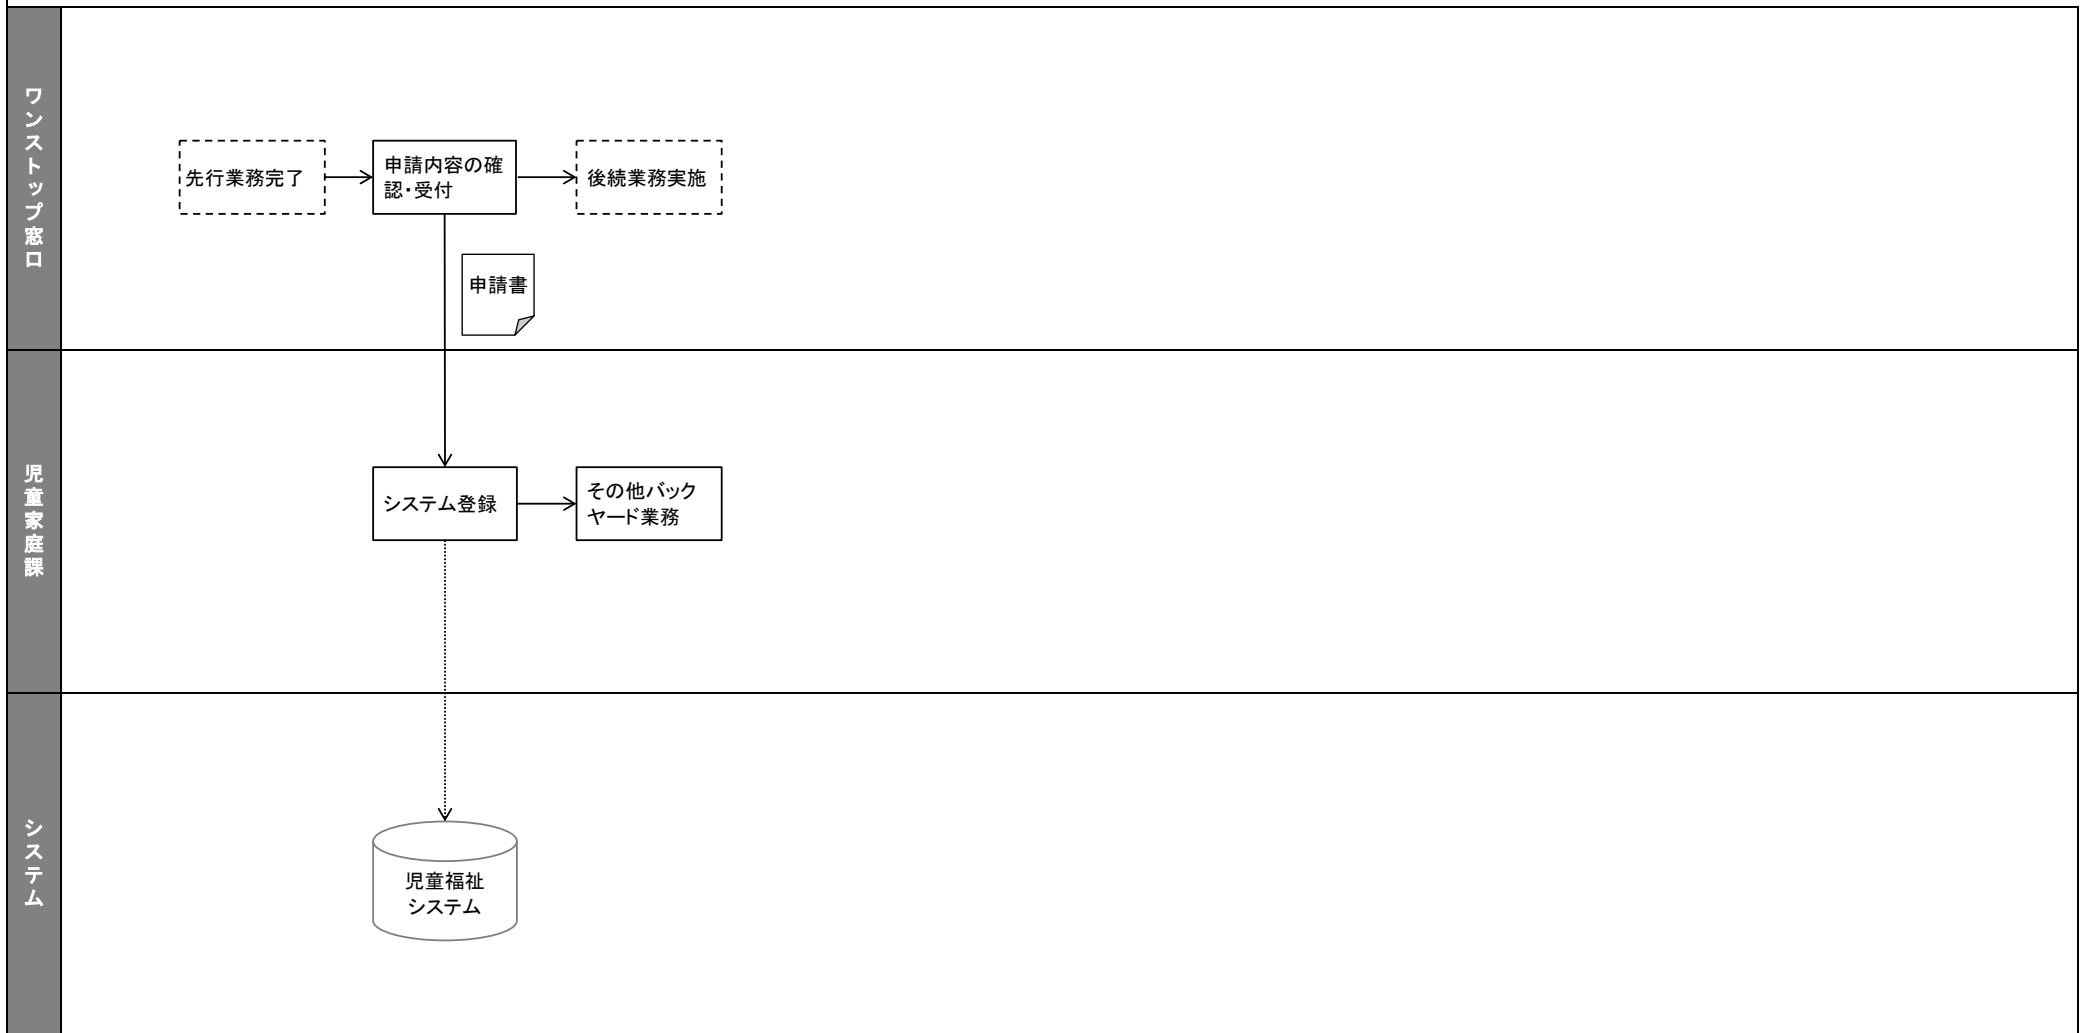 ワンストップ窓口
先行業務完了
申請内容の確
認・受付
後続業務実施
申請書
児童家庭課
システム登録
その他バック
ヤード業務
システム
児童福祉
システム